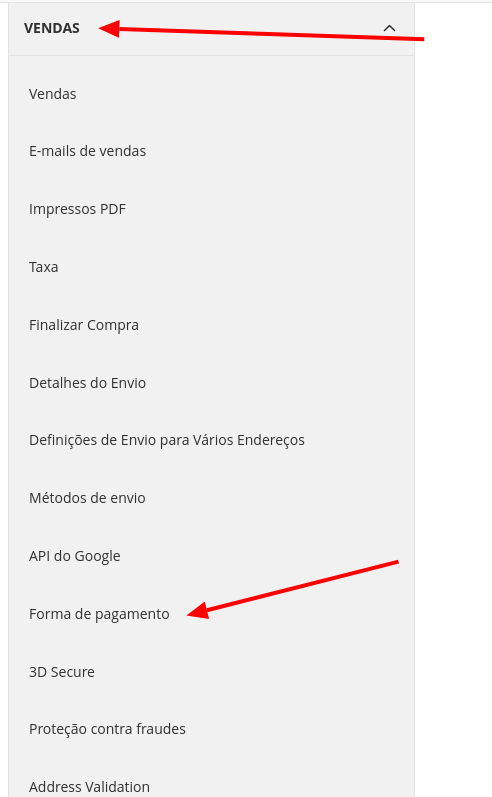 VENDAS
Vendas
E-mails de vendas
Impressos PDF
Taxa
Finalizar Compra
Detalhes do Envio
Definições de Envio para Vários Endereços
Métodos de envio
API do Google
Forma de pagamento
3D Secure
Proteção contra fraudes
Address Validation